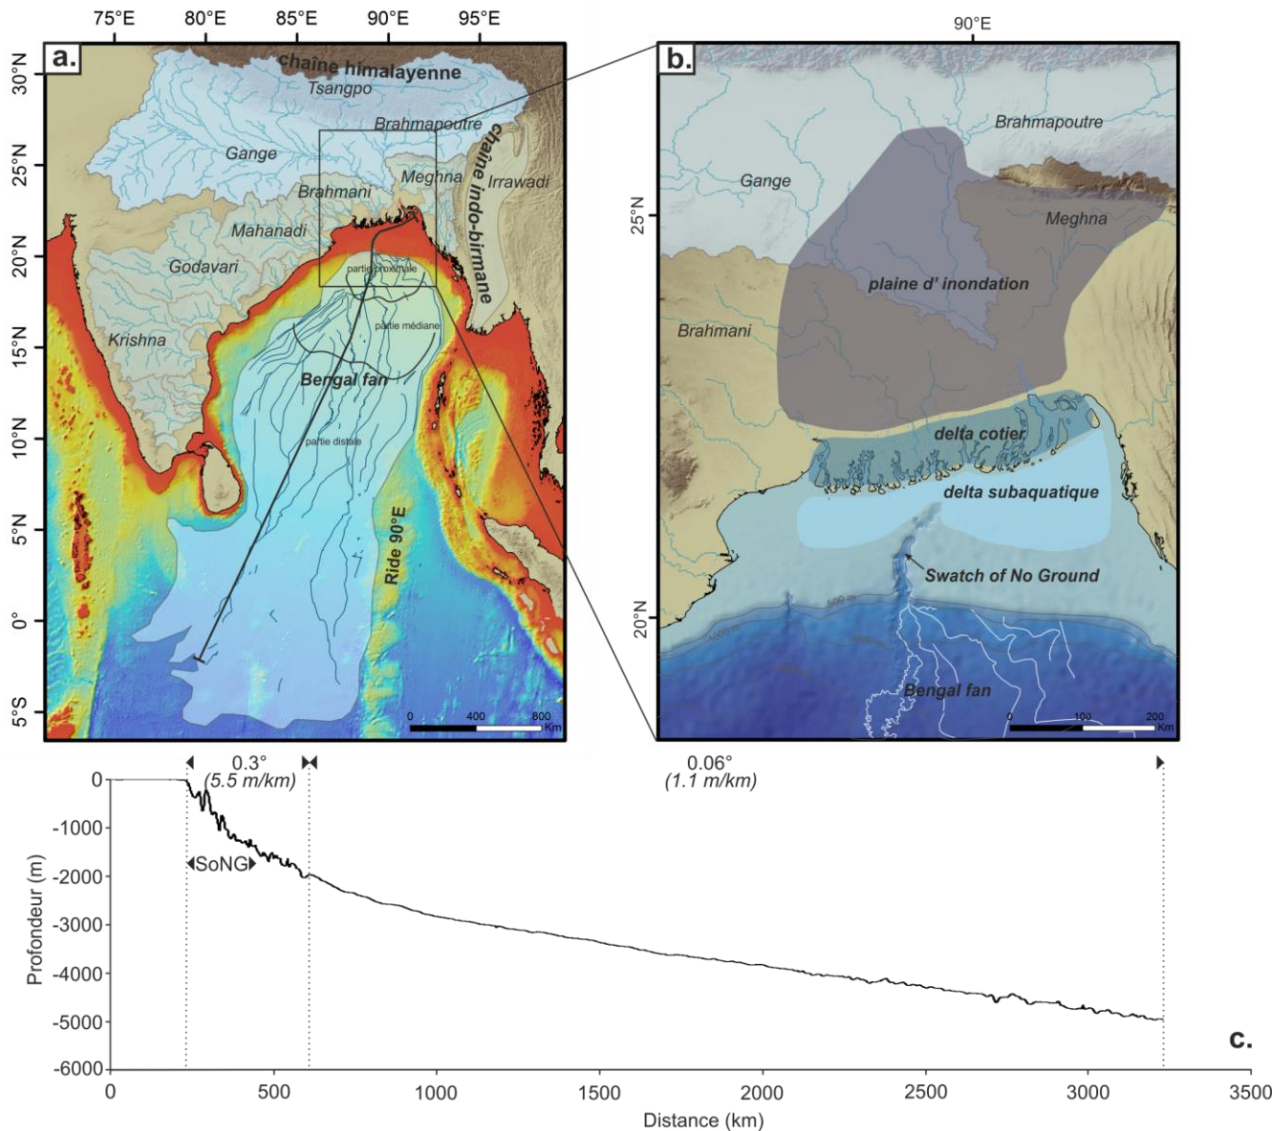 75°E 80°E 85°E 90°E 95°E
a.
30°N
25°N
20°N
15°N
10°N
5°N
0°
5°S
chaîne himalayenne
Tsangpo
Brahmapoutre
Gange
chaîne indo-birmane
Meghna
Irrawadi
Brahmani
Mahanadi
Godavari
Krishna
partie proximale
partie médiane
Bengal fan
partie distale
Ride 90°E
0 400 800
Km
90°E
b.
25°N
20°N
Brahmapoutre
Gange
Meghna
plaine d' inondation
Brahmani
delta cotier
delta subaquatique
Swatch of No Ground
500 m
Bengal fan
0 100 200
Km
0.3°
(5.5 m/km)
0.06°
(1.1 m/km)
SoNG
Profondeur (m)
0
-1000
-2000
-3000
-4000
-5000
-6000
c.
0 500 1000 1500 2000 2500 3000 3500
Distance (km)